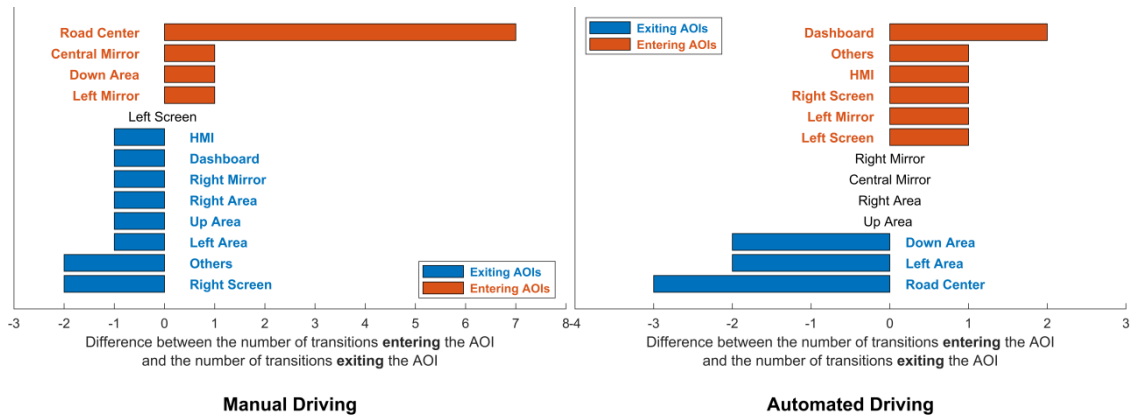 Road Center
Central Mirror
Down Area
Left Mirror
Left Screen
HMI
Dashboard
Right Mirror
Right Area
Up Area
Left Area
Others
Right Screen
Exiting AOIs
Entering AOIs
-3 -2 -1 0 1 2 3 4 5 6 7 8
Difference between the number of transitions entering the AOI
and the number of transitions exiting the AOI
Manual Driving
Exiting AOIs
Entering AOIs
Dashboard
Others
HMI
Right Screen
Left Mirror
Left Screen
Right Mirror
Central Mirror
Right Area
Up Area
Down Area
Left Area
Road Center
-4 -3 -2 -1 0 1 2 3
Difference between the number of transitions entering the AOI
and the number of transitions exiting the AOI
Automated Driving